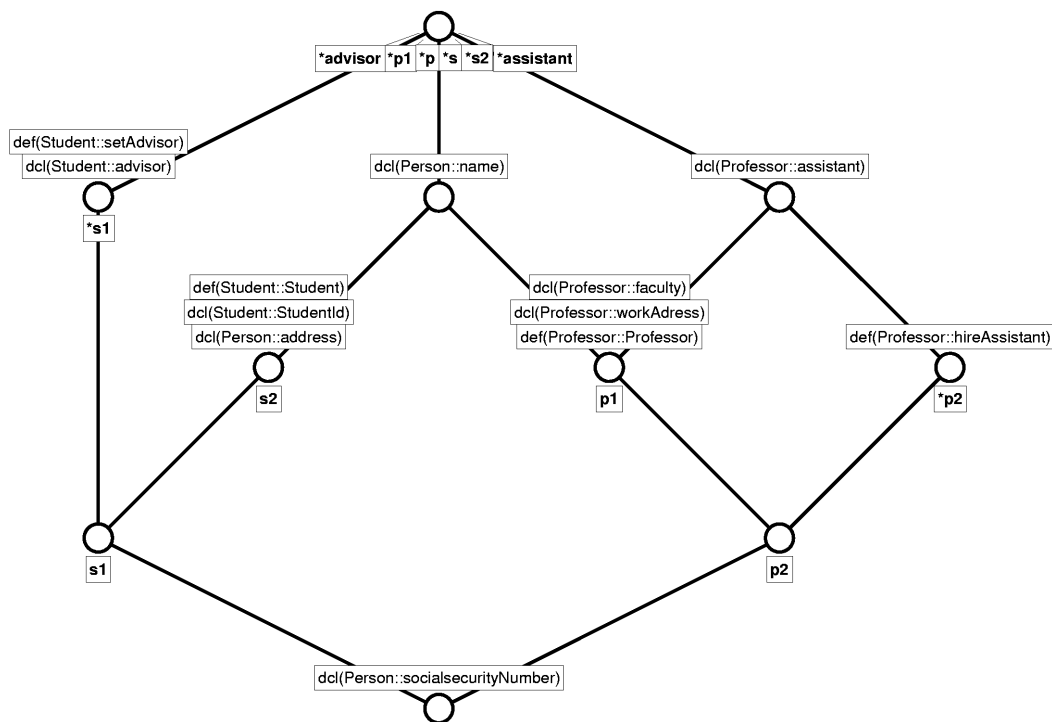 *advisor *p1 *p *s *s2 *assistant
def(Student::setAdvisor)
dcl(Student::advisor)
dcl(Person::name)
dcl(Professor::assistant)
*s1
def(Student::Student)
dcl(Student::StudentId)
dcl(Person::address)
dcl(Professor::faculty)
dcl(Professor::workAdress)
def(Professor::Professor)
def(Professor::hireAssistant)
s2
p1
*p2
s1
p2
dcl(Person::socialsecurityNumber)